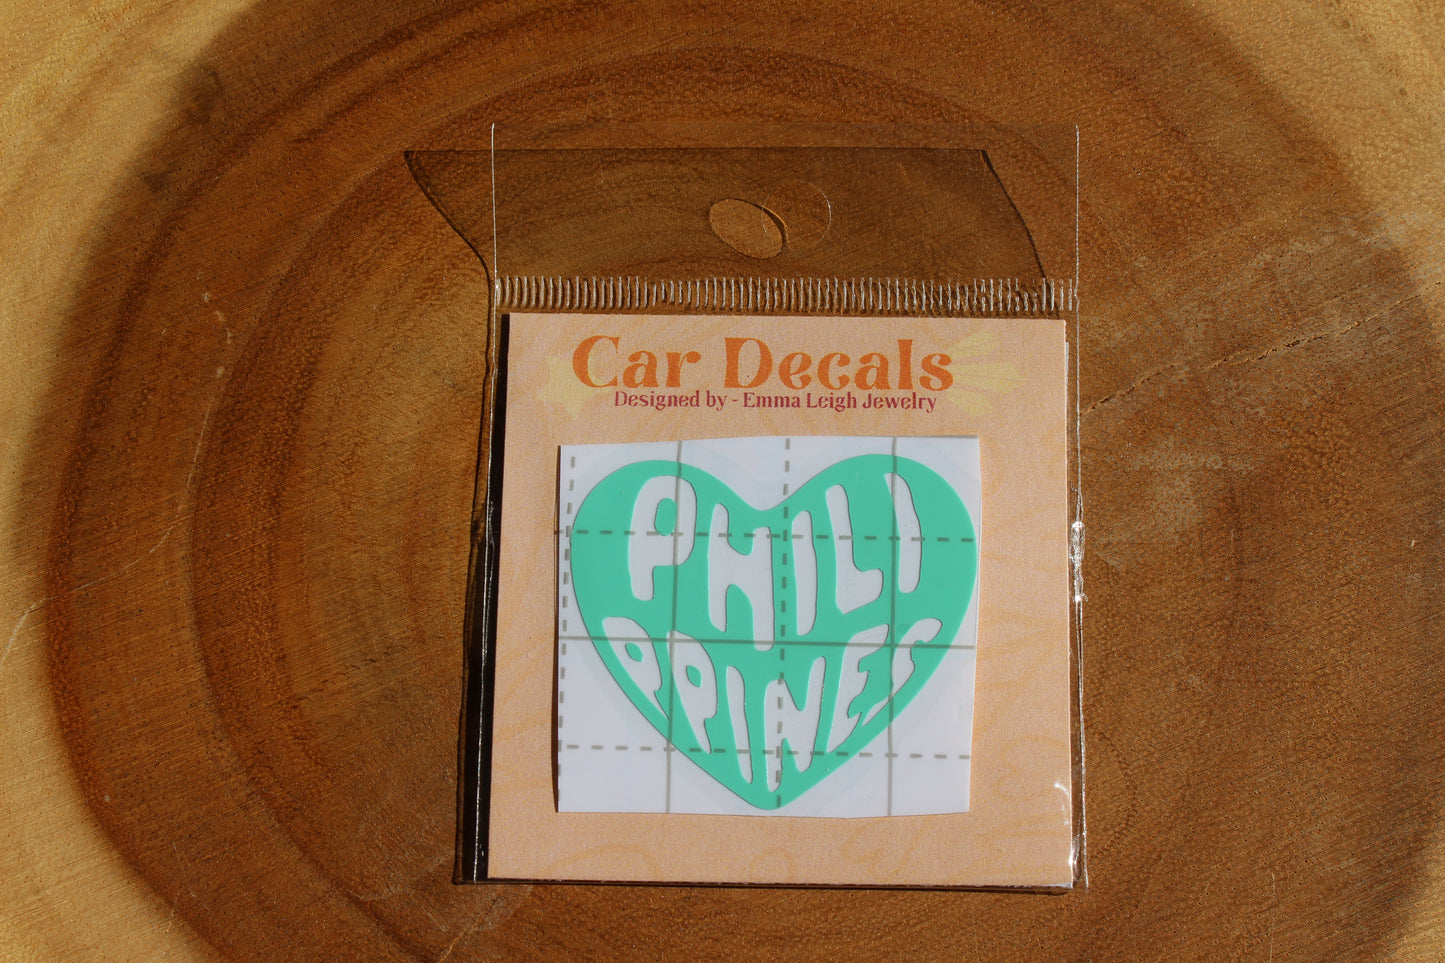 Car Decals
Designed by - Emma Leigh Jewelry
PHILI
PPINES